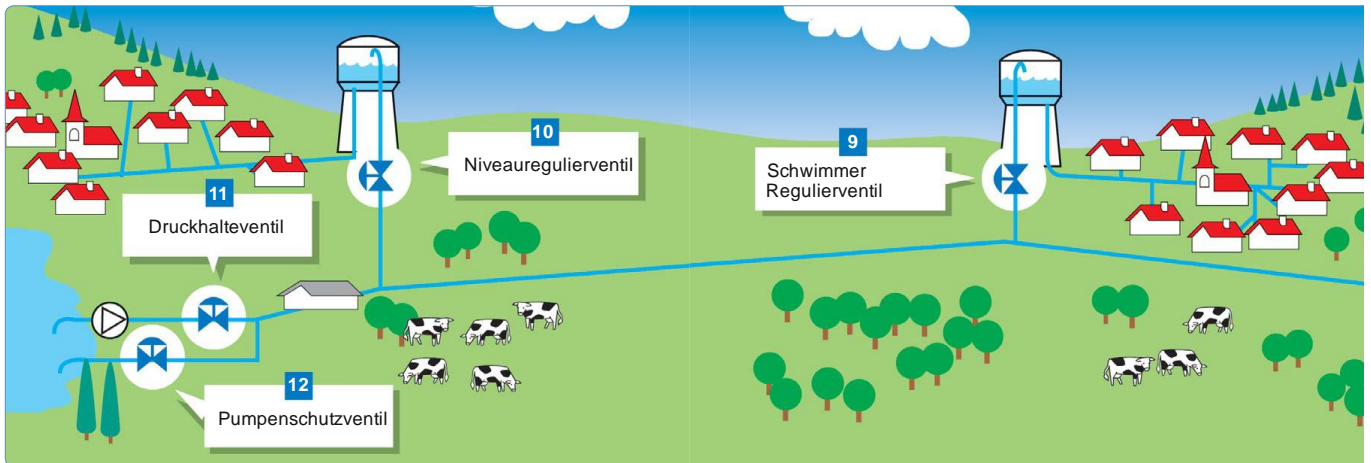 10
Niveauregulierventil
9
Schwimmer
Regulierventil
11
Druckhalteventil
12
Pumpenschutzventil